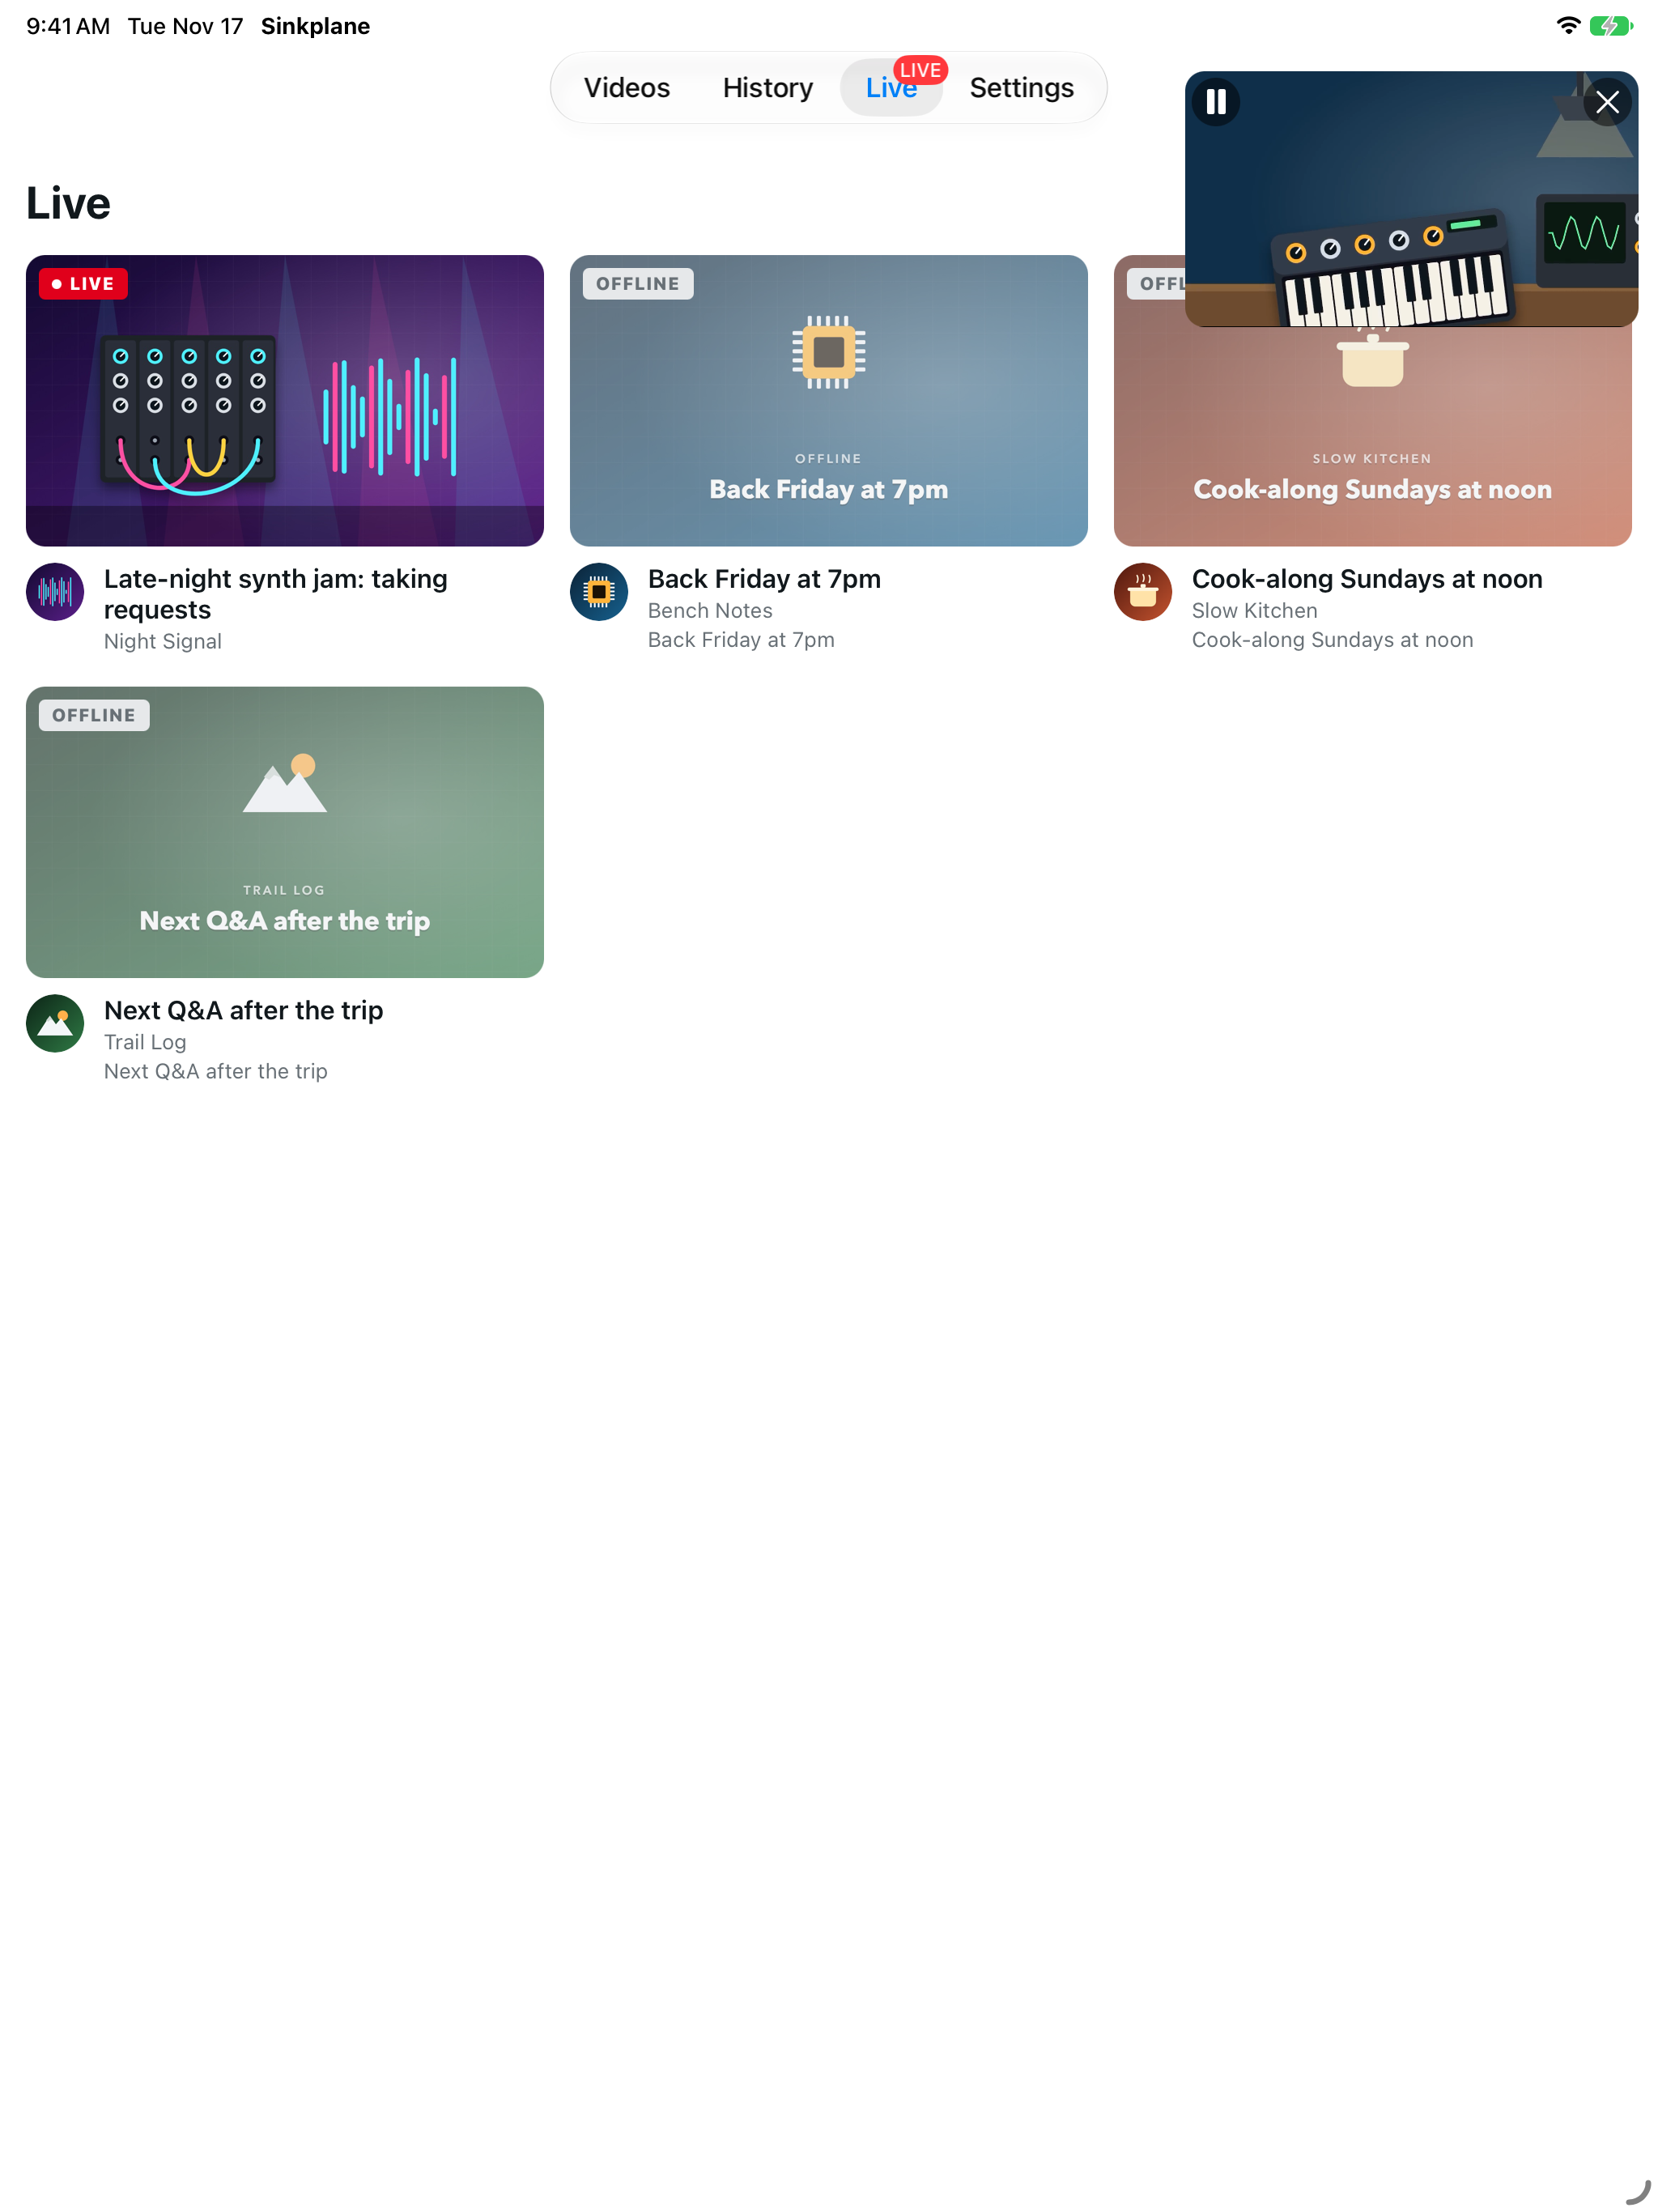 9:41 AM Tue Nov 17 Sinkplane
Videos
History
Live
LIVE
Settings
Live
LIVE
OFFLINE
OFFLINE
Back Friday at 7pm
SLOW KITCHEN
Cook-along Sundays at noon
Late-night synth jam: taking
requests
Night Signal
Back Friday at 7pm
Bench Notes
Back Friday at 7pm
Cook-along Sundays at noon
Slow Kitchen
Cook-along Sundays at noon
OFFLINE
TRAIL LOG
Next Q&A after the trip
Next Q&A after the trip
Trail Log
Next Q&A after the trip